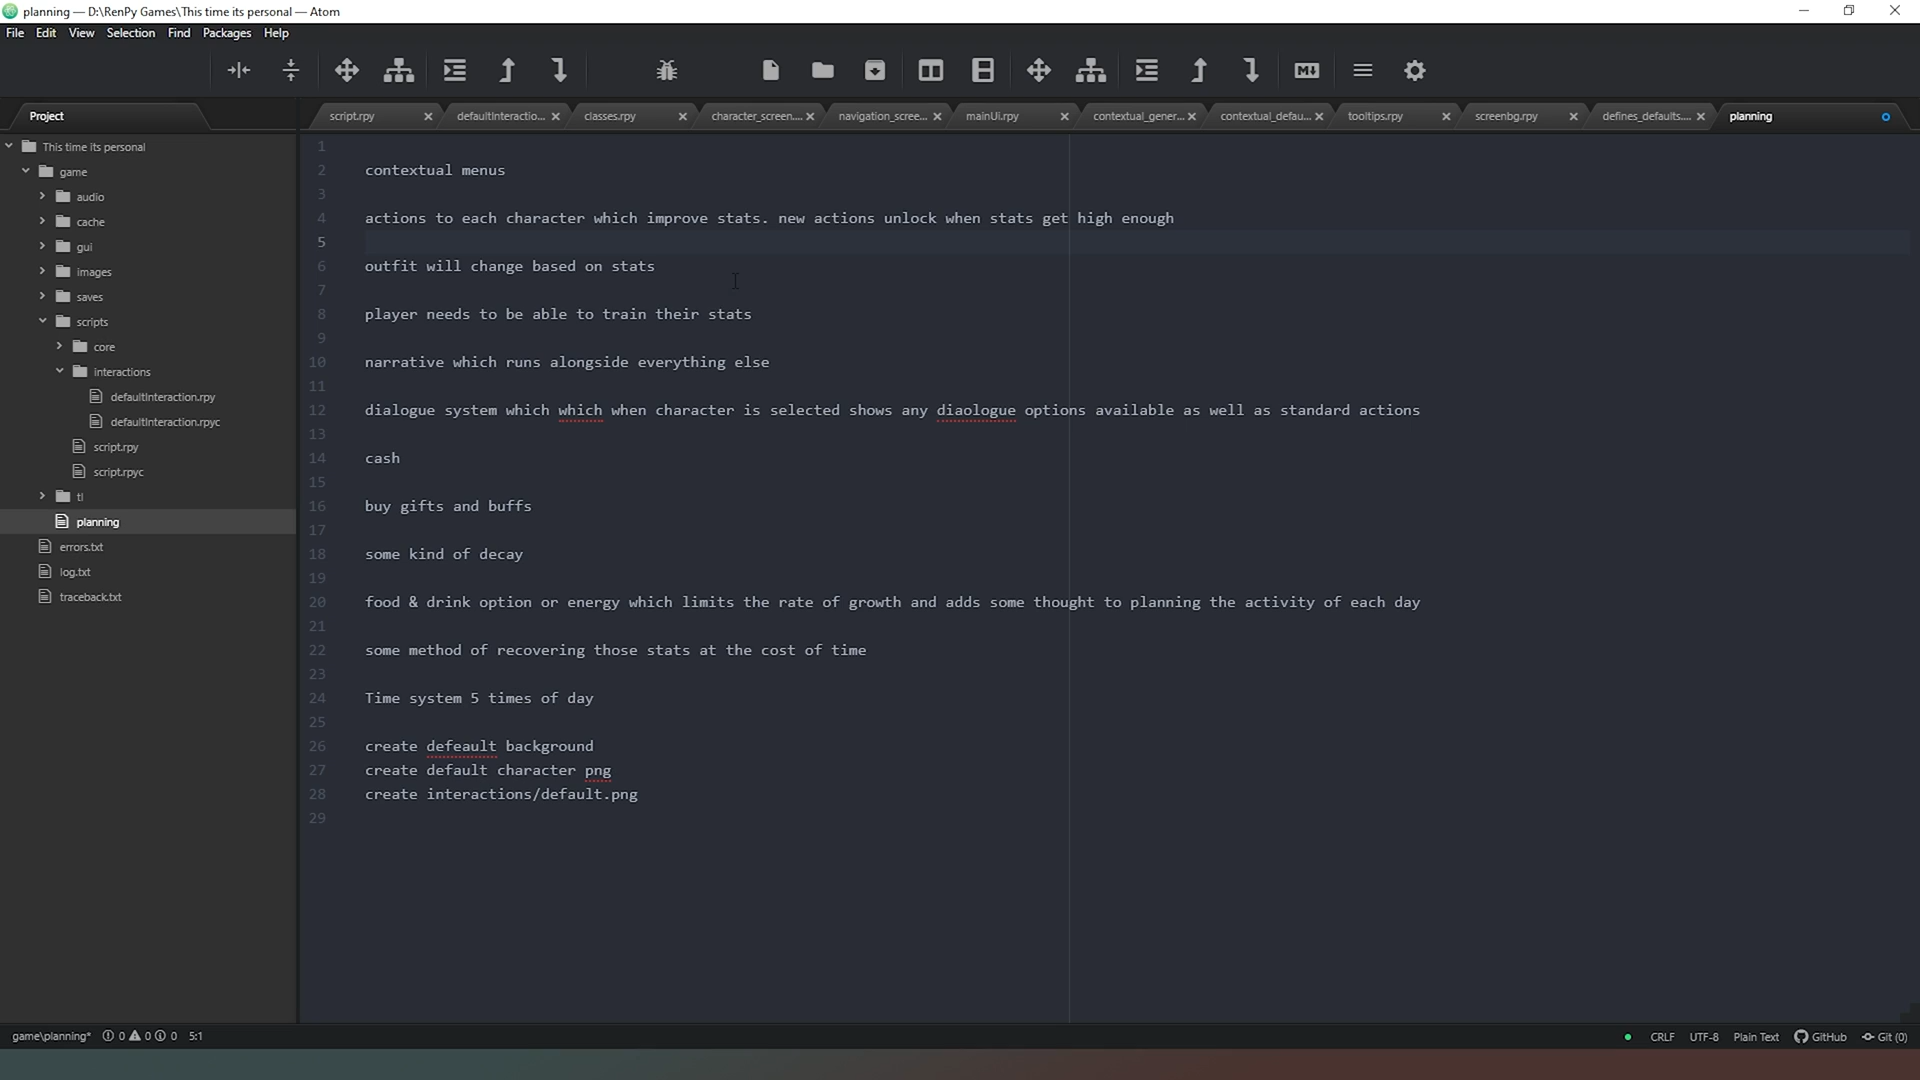 planning — D:\RenPy Games\This time its personal — Atom
File Edit View Selection Find Packages Help
Project
script.rpy
defaultInteractio...
classes.rpy
character_screen....
navigation_scree...
mainUi.rpy
contextual_gener...
contextual_defau...
tooltips.rpy
screenbg.rpy
defines_defaults....
planning
This time its personal
game
audio
cache
gui
images
saves
scripts
core
interactions
defaultInteraction.rpy
defaultInteraction.rpyc
script.rpy
script.rpyc
tl
planning
errors.txt
log.txt
traceback.txt
1
2 contextual menus
3
4 actions to each character which improve stats. new actions unlock when stats get high enough
5
6 outfit will change based on stats
7
8 player needs to be able to train their stats
9
10 narrative which runs alongside everything else
11
12 dialogue system which which when character is selected shows any diaologue options available as well as standard actions
13
14 cash
15
16 buy gifts and buffs
17
18 some kind of decay
19
20 food & drink option or energy which limits the rate of growth and adds some thought to planning the activity of each day
21
22 some method of recovering those stats at the cost of time
23
24 Time system 5 times of day
25
26 create defeault background
27 create default character png
28 create interactions/default.png
29
game\planning* 0 0 0 5:1
CRLF UTF-8 Plain Text GitHub Git (0)